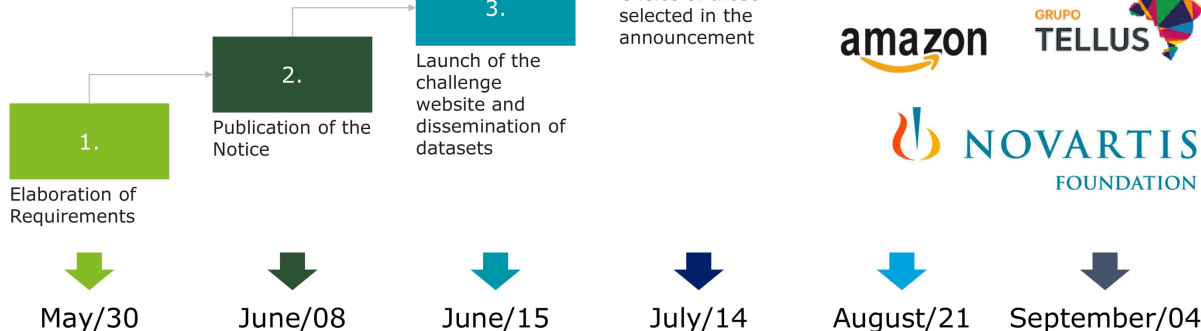 3.
selected in the
announcement
GRUPO
TELLUS
amazon
Launch of the
challenge
website and
dissemination of
datasets
2.
Publication of the
Notice
1.
NOVARTIS
FOUNDATION
Elaboration of
Requirements
May/30
June/08
June/15
July/14
August/21
September/04